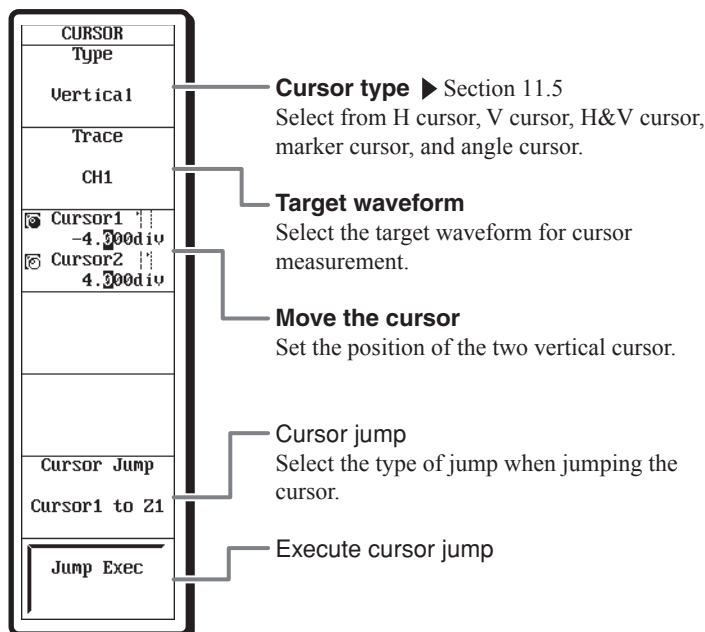 CURSOR
Type
Vertical
Trace
CH1
Cursor1
-4.000div
Cursor2
4.000div
Cursor Jump
Cursor1 to Z1
Jump Exec
Cursor type ▶ Section 11.5
Select from H cursor, V cursor, H&V cursor,
marker cursor, and angle cursor.
Target waveform
Select the target waveform for cursor
measurement.
Move the cursor
Set the position of the two vertical cursor.
Cursor jump
Select the type of jump when jumping the
cursor.
Execute cursor jump